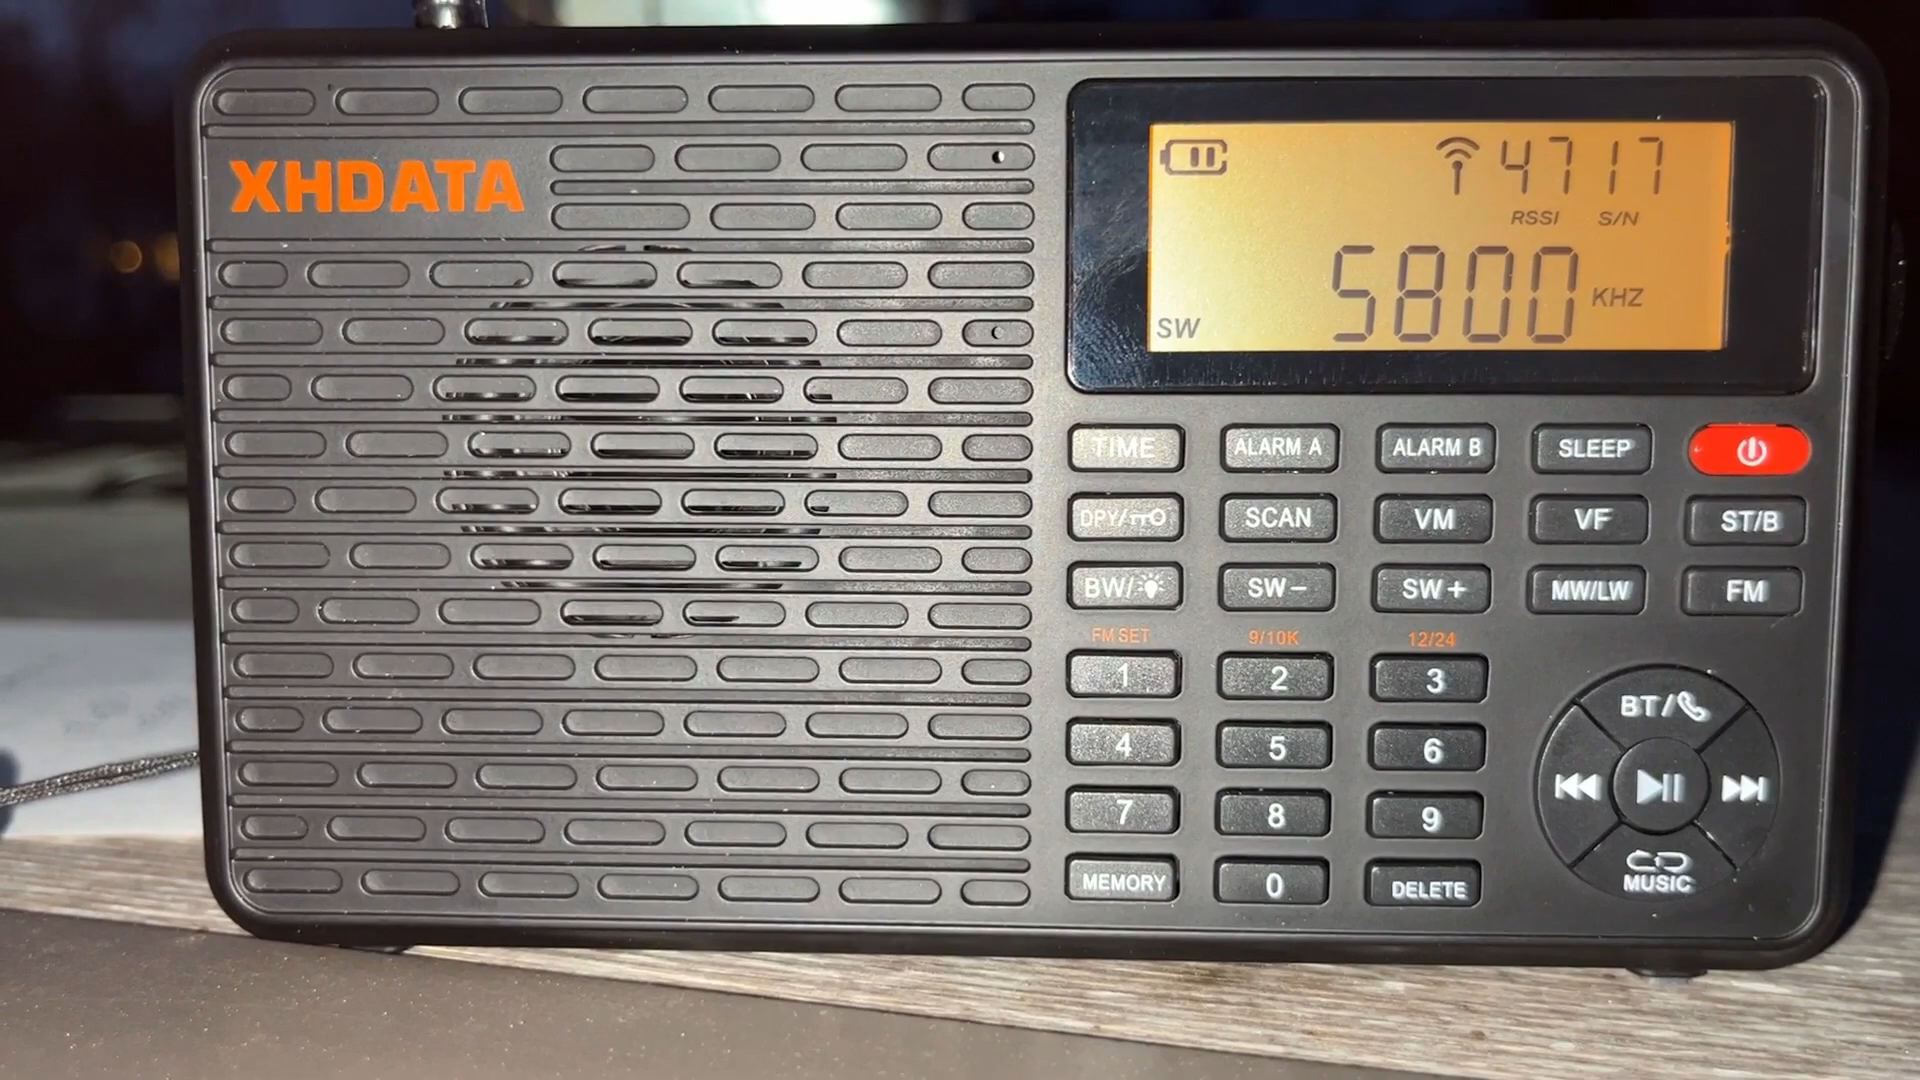 XHDATA
4717
RSSI S/N
5800 KHZ
SW
TIME ALARM A ALARM B SLEEP
DPY/ SCAN VM VF ST/B
BW/ SW- SW+ MW/LW FM
FM SET 9/10K 12/24
1 2 3
BT/
4 5 6
7 8 9
MUSIC
MEMORY 0 DELETE